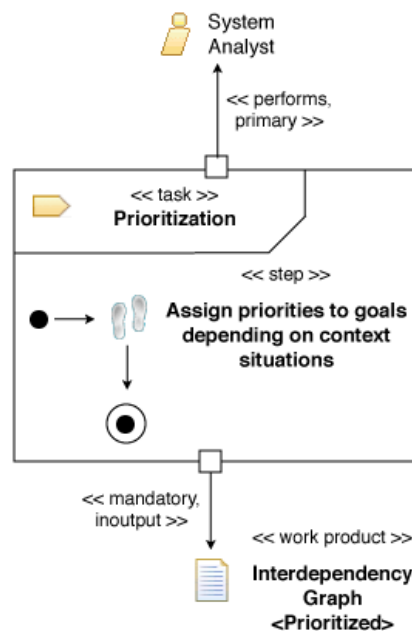 System
Analyst
<< performs,
primary >>
<< task >>
Prioritization
<< step >>
Assign priorities to goals
depending on context
situations
<< mandatory,
inoutput >>
<< work product >>
Interdependency
Graph
<Prioritized>